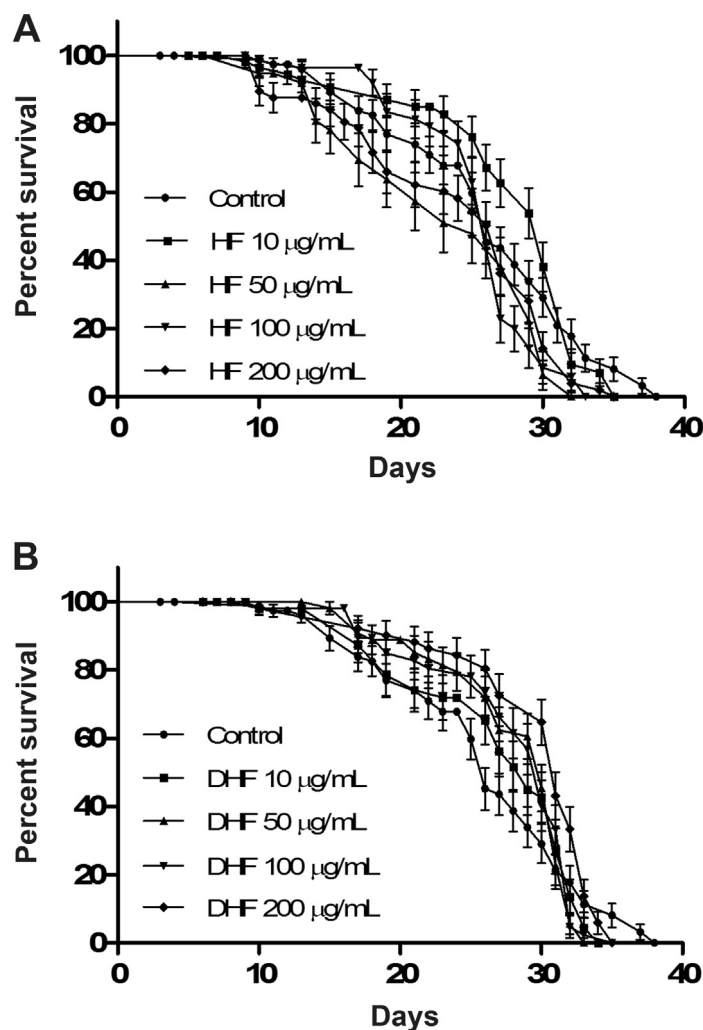 A
Percent survival
100
80
60
40
20
0
Control
HF 10 μg/mL
HF 50 μg/mL
HF 100 μg/mL
HF 200 μg/mL
0 10 20 30 40
Days
B
Percent survival
100
80
60
40
20
0
Control
DHF 10 μg/mL
DHF 50 μg/mL
DHF 100 μg/mL
DHF 200 μg/mL
0 10 20 30 40
Days